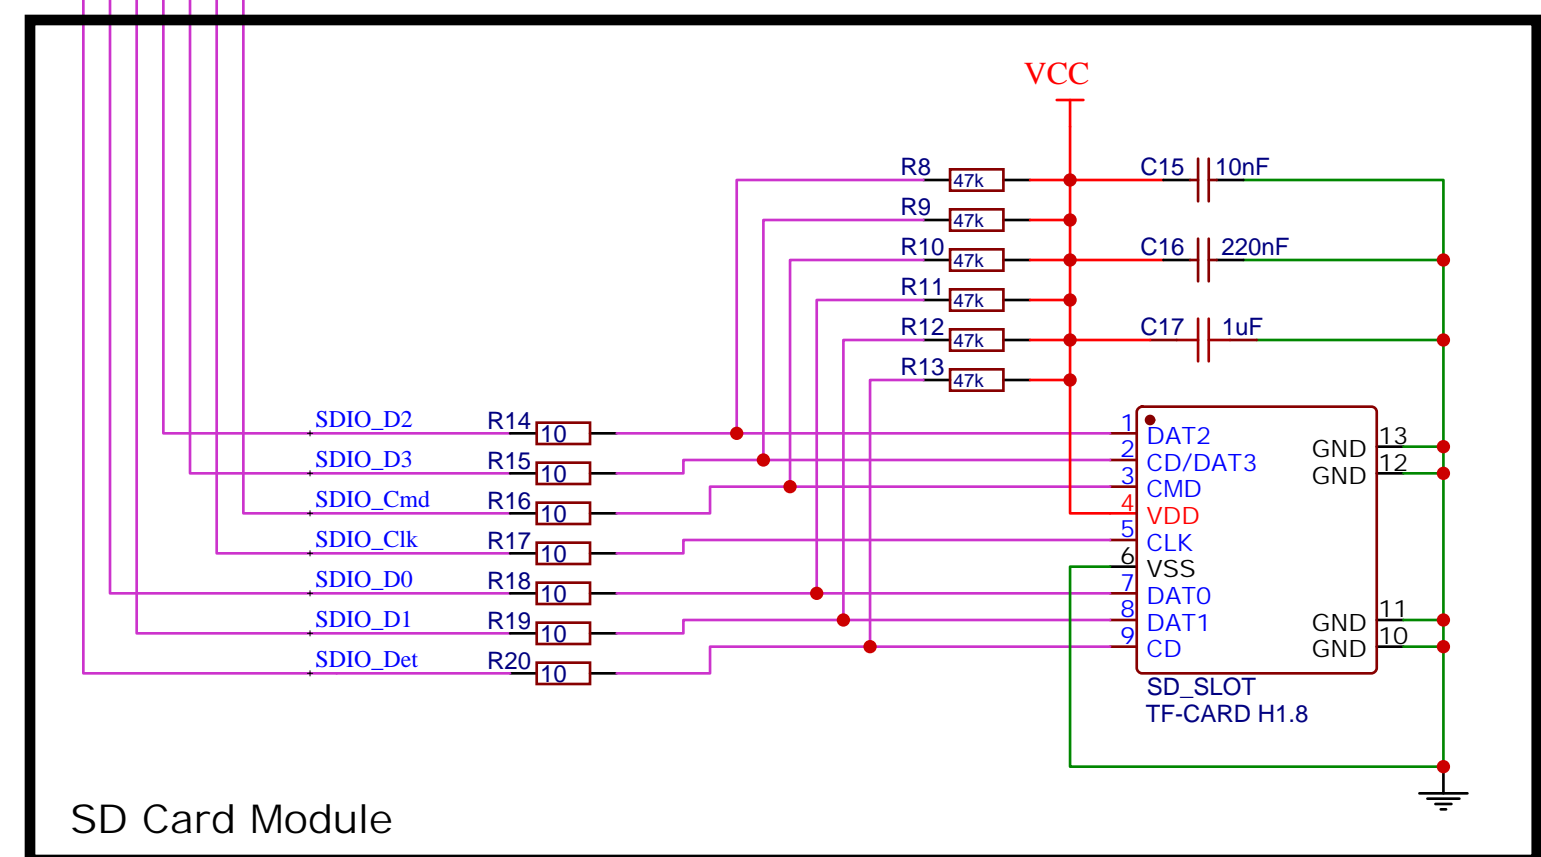 VCC
R8 47k C15 10nF
R9 47k
R10 47k C16 220nF
R11 47k
R12 47k C17 1uF
R13 47k
SDIO_D2 R14 10 1 DAT2 GND 13
SDIO_D3 R15 10 2 CD/DAT3 GND 12
SDIO_Cmd R16 10 3 CMD
4 VDD
SDIO_Clk R17 10 5 CLK
6 VSS
SDIO_D0 R18 10 7 DAT0
SDIO_D1 R19 10 8 DAT1 GND 11
SDIO_Det R20 10 9 CD GND 10
SD_SLOT
TF-CARD H1.8
SD Card Module